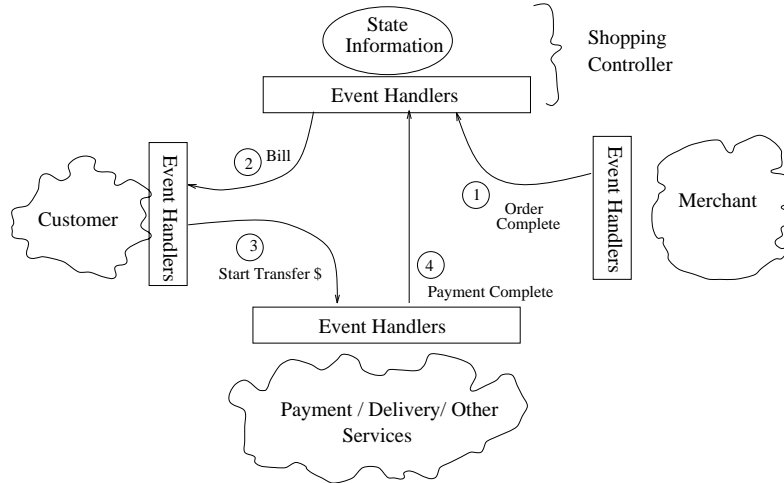 State
Information
Shopping
Controller
Event Handlers
2
Bill
Event Handlers
Customer
1
Order
Complete
Event Handlers
Merchant
3
Start Transfer $
4
Payment Complete
Event Handlers
Payment / Delivery/ Other
Services